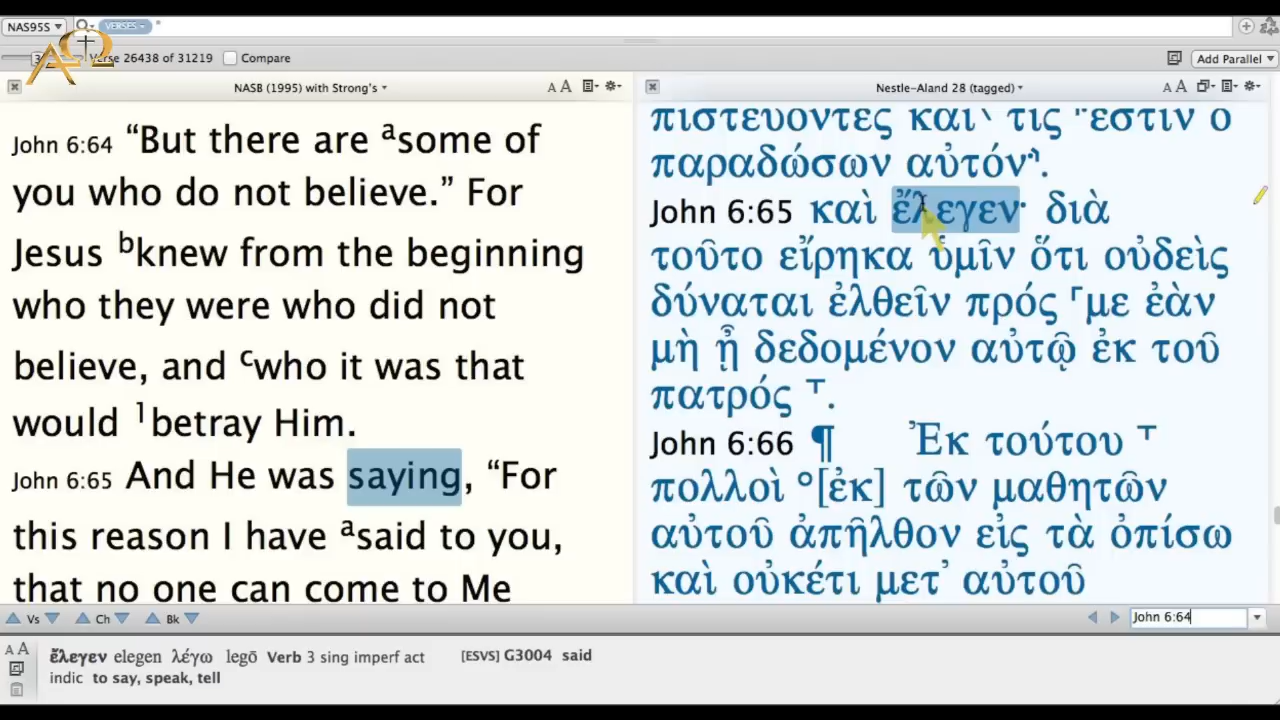 NAS95S
VERSES
Verse 26438 of 31219
Compare
Add Parallel
NASB (1995) with Strong's
A A
Nestle-Aland 28 (tagged)
A A
John 6:64 “But there are ᵃsome of
you who do not believe.” For
Jesus ᵇknew from the beginning
who they were who did not
believe, and ᶜwho it was that
would ¹betray Him.
John 6:65 And He was saying, “For
this reason I have ᵃsaid to you,
that no one can come to Me
πιστεύοντες καὶ⸌ τίς ἐστιν ὁ
παραδώσων αὐτόν⸃.
John 6:65 καὶ ἔλεγεν· διὰ
τοῦτο εἴρηκα ὑμῖν ὅτι οὐδεὶς
δύναται ἐλθεῖν πρός ⸀με ἐὰν
μὴ ᾖ δεδομένον αὐτῷ ἐκ τοῦ
πατρός ⸆.
John 6:66 ¶ Ἐκ τούτου ⸆
πολλοὶ °[ἐκ] τῶν μαθητῶν
αὐτοῦ ἀπῆλθον εἰς τὰ ὀπίσω
καὶ οὐκέτι μετ᾽ αὐτοῦ
Vs Ch Bk
John 6:64
A A
ἔλεγεν elegen λέγω legō Verb 3 sing imperf act [ESVS] G3004 said
indic to say, speak, tell